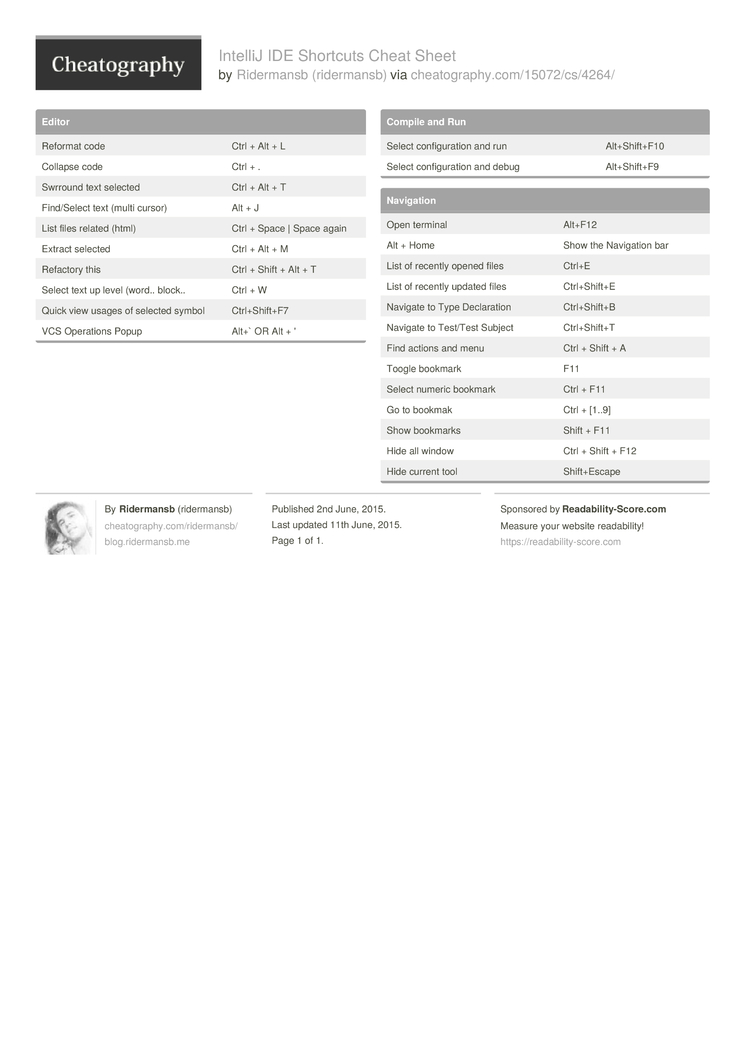 Cheatography
IntelliJ IDE Shortcuts Cheat Sheet
by Ridermansb (ridermansb) via cheatography.com/15072/cs/4264/
Editor
Reformat code Ctrl + Alt + L
Collapse code Ctrl + .
Swrround text selected Ctrl + Alt + T
Find/Select text (multi cursor) Alt + J
List files related (html) Ctrl + Space | Space again
Extract selected Ctrl + Alt + M
Refactory this Ctrl + Shift + Alt + T
Select text up level (word.. block.. Ctrl + W
Quick view usages of selected symbol Ctrl+Shift+F7
VCS Operations Popup Alt+` OR Alt + '
Compile and Run
Select configuration and run Alt+Shift+F10
Select configuration and debug Alt+Shift+F9
Navigation
Open terminal Alt+F12
Alt + Home Show the Navigation bar
List of recently opened files Ctrl+E
List of recently updated files Ctrl+Shift+E
Navigate to Type Declaration Ctrl+Shift+B
Navigate to Test/Test Subject Ctrl+Shift+T
Find actions and menu Ctrl + Shift + A
Toogle bookmark F11
Select numeric bookmark Ctrl + F11
Go to bookmak Ctrl + [1..9]
Show bookmarks Shift + F11
Hide all window Ctrl + Shift + F12
Hide current tool Shift+Escape
By Ridermansb (ridermansb)
cheatography.com/ridermansb/
blog.ridermansb.me
Published 2nd June, 2015.
Last updated 11th June, 2015.
Page 1 of 1.
Sponsored by Readability-Score.com
Measure your website readability!
https://readability-score.com